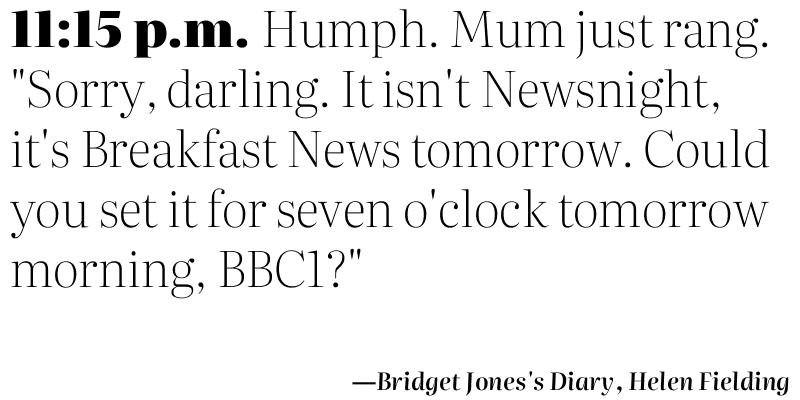 11:15 p.m. Humph. Mum just rang.
"Sorry, darling. It isn't Newsnight,
it's Breakfast News tomorrow. Could
you set it for seven o'clock tomorrow
morning, BBC1?"
—Bridget Jones's Diary, Helen Fielding